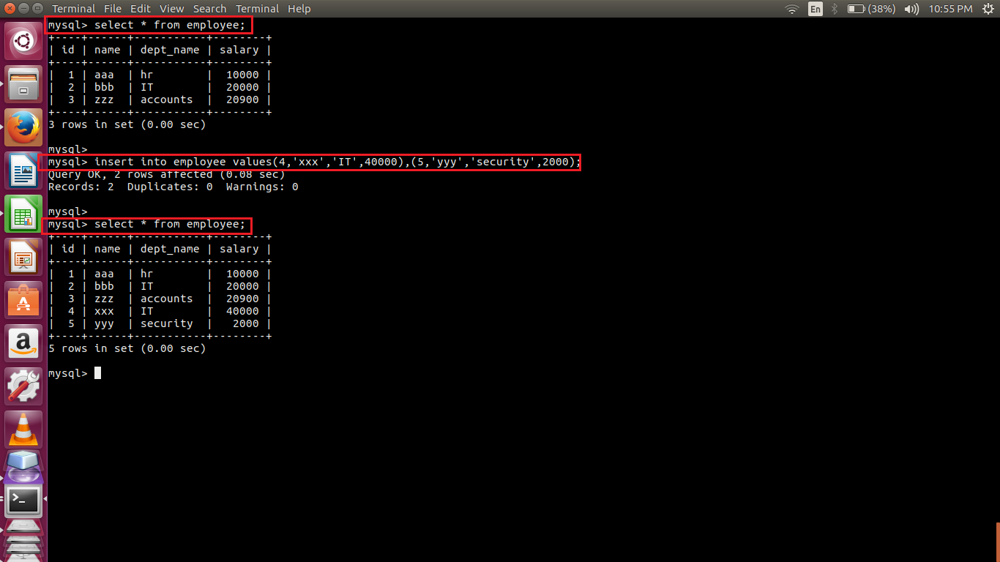 Terminal File Edit View Search Terminal Help En (38%) 10:55 PM
mysql> select * from employee;
+----+------+-----------+--------+
| id | name | dept_name | salary |
+----+------+-----------+--------+
|  1 | aaa  | hr        |  10000 |
|  2 | bbb  | IT        |  20000 |
|  3 | zzz  | accounts  |  20900 |
+----+------+-----------+--------+
3 rows in set (0.00 sec)
mysql>
mysql> insert into employee values(4,'xxx','IT',40000),(5,'yyy','security',2000);
Query OK, 2 rows affected (0.08 sec)
Records: 2  Duplicates: 0  Warnings: 0
mysql>
mysql> select * from employee;
+----+------+-----------+--------+
| id | name | dept_name | salary |
+----+------+-----------+--------+
|  1 | aaa  | hr        |  10000 |
|  2 | bbb  | IT        |  20000 |
|  3 | zzz  | accounts  |  20900 |
|  4 | xxx  | IT        |  40000 |
|  5 | yyy  | security  |   2000 |
+----+------+-----------+--------+
5 rows in set (0.00 sec)
mysql>